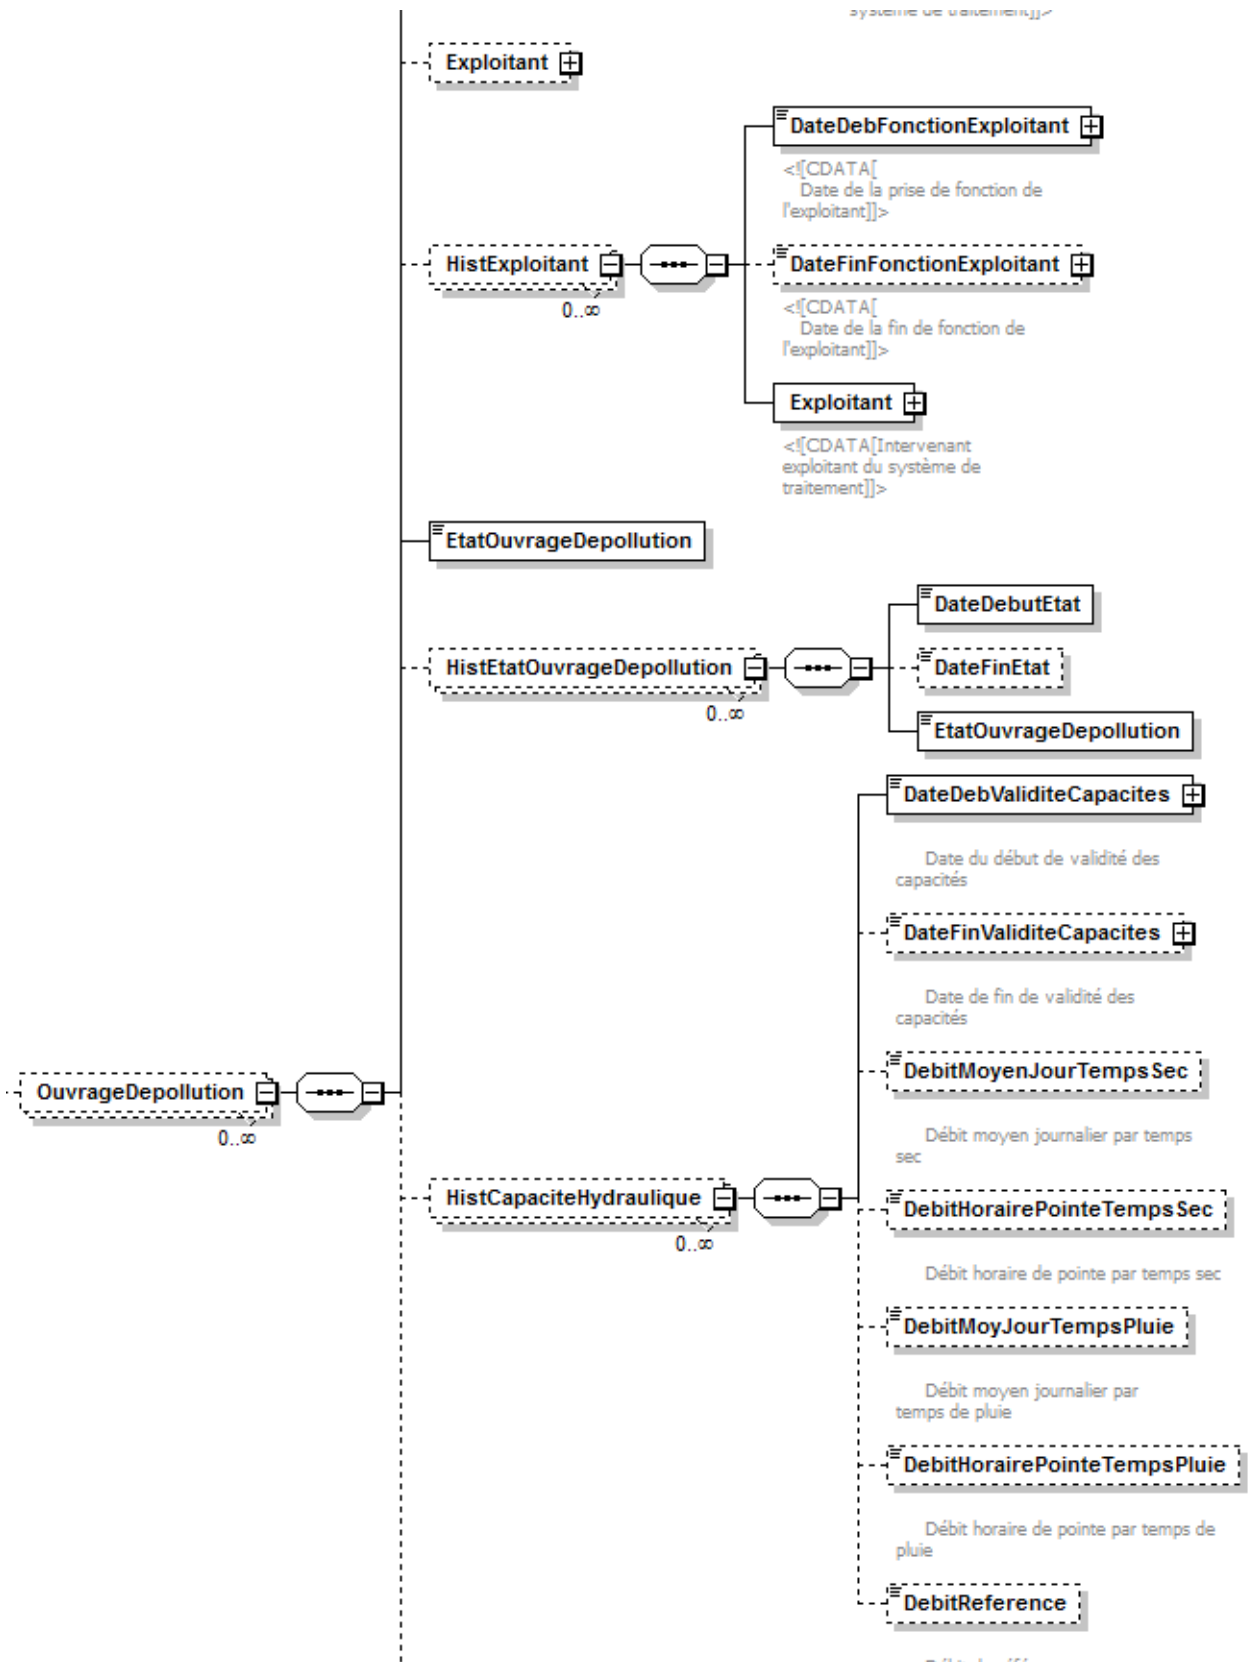 système de traitement]]>
Exploitant
DateDebFonctionExploitant
<![CDATA[
Date de la prise de fonction de
l'exploitant]]>
HistExploitant
0..∞
DateFinFonctionExploitant
<![CDATA[
Date de la fin de fonction de
l'exploitant]]>
Exploitant
<![CDATA[Intervenant
exploitant du système de
traitement]]>
EtatOuvrageDepollution
HistEtatOuvrageDepollution
0..∞
DateDebutEtat
DateFinEtat
EtatOuvrageDepollution
OuvrageDepollution
0..∞
HistCapaciteHydraulique
0..∞
DateDebValiditeCapacites
Date du début de validité des
capacités
DateFinValiditeCapacites
Date de fin de validité des
capacités
DebitMoyenJourTempsSec
Débit moyen journalier par temps
sec
DebitHorairePointeTempsSec
Débit horaire de pointe par temps sec
DebitMoyJourTempsPluie
Débit moyen journalier par
temps de pluie
DebitHorairePointeTempsPluie
Débit horaire de pointe par temps de
pluie
DebitReference